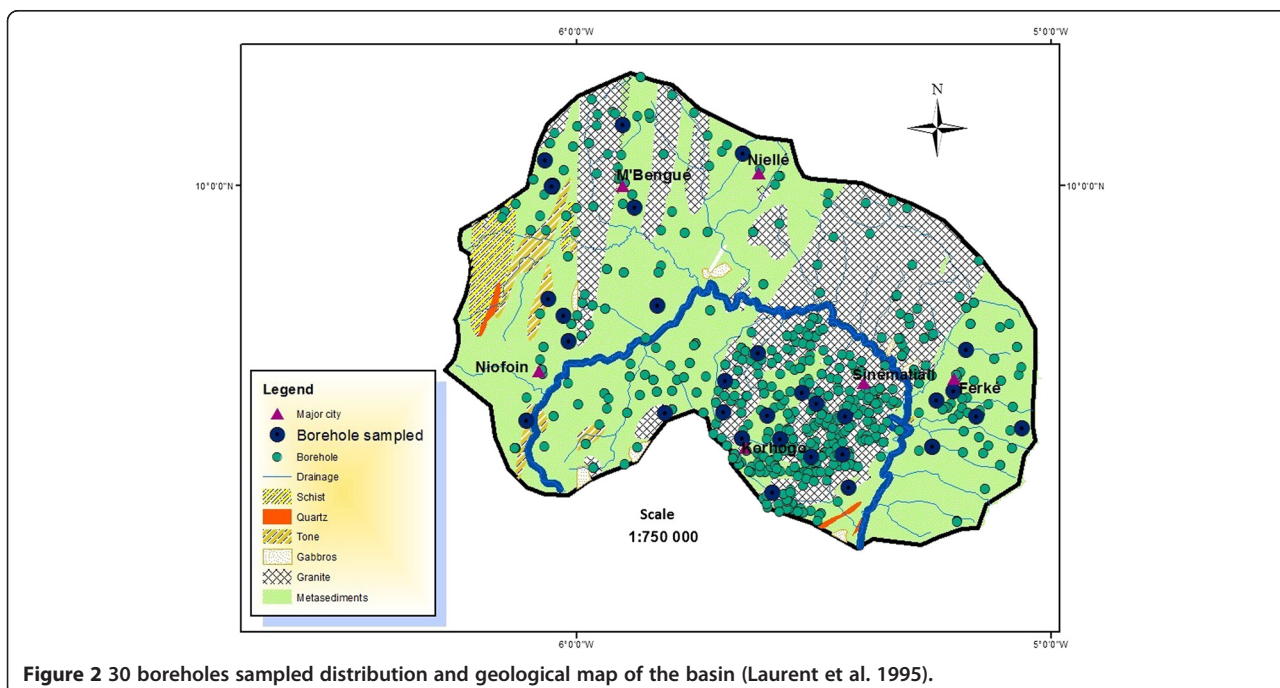 6°0'0"W
5°0'0"W
N
Nielle
M'Bengue
10°0'0"N
10°0'0"N
Niofoin
Sinematiali
Ferke
Korhogo
Legend
Major city
Borehole sampled
Borehole
Drainage
Schist
Quartz
Tone
Gabbros
Granite
Metasediments
Scale
1:750 000
6°0'0"W
5°0'0"W
Figure 2 30 boreholes sampled distribution and geological map of the basin (Laurent et al. 1995).